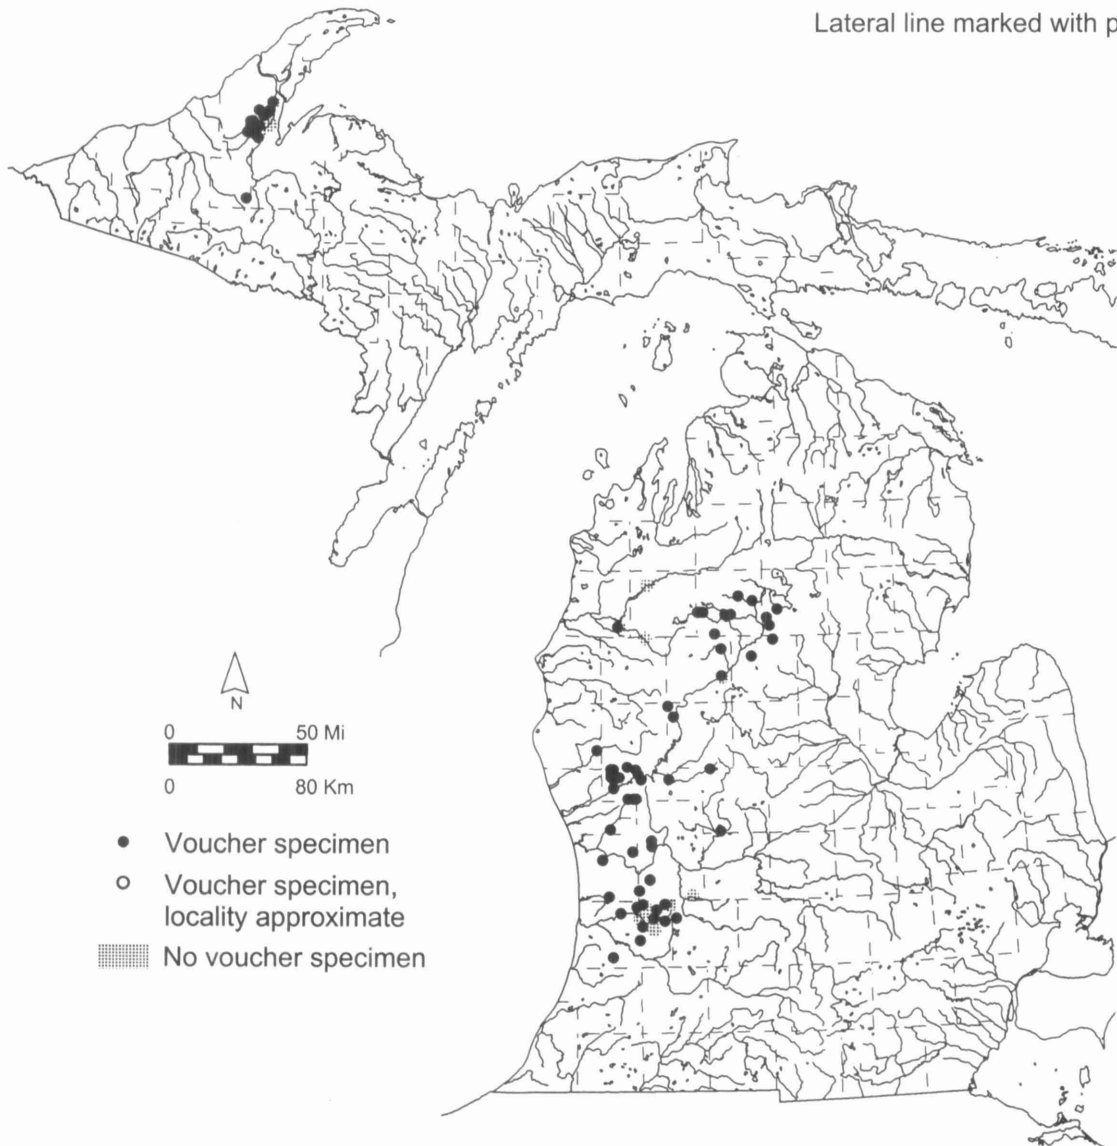 Lateral line marked with p
N
0 50 Mi
0 80 Km
Voucher specimen
Voucher specimen,
locality approximate
No voucher specimen